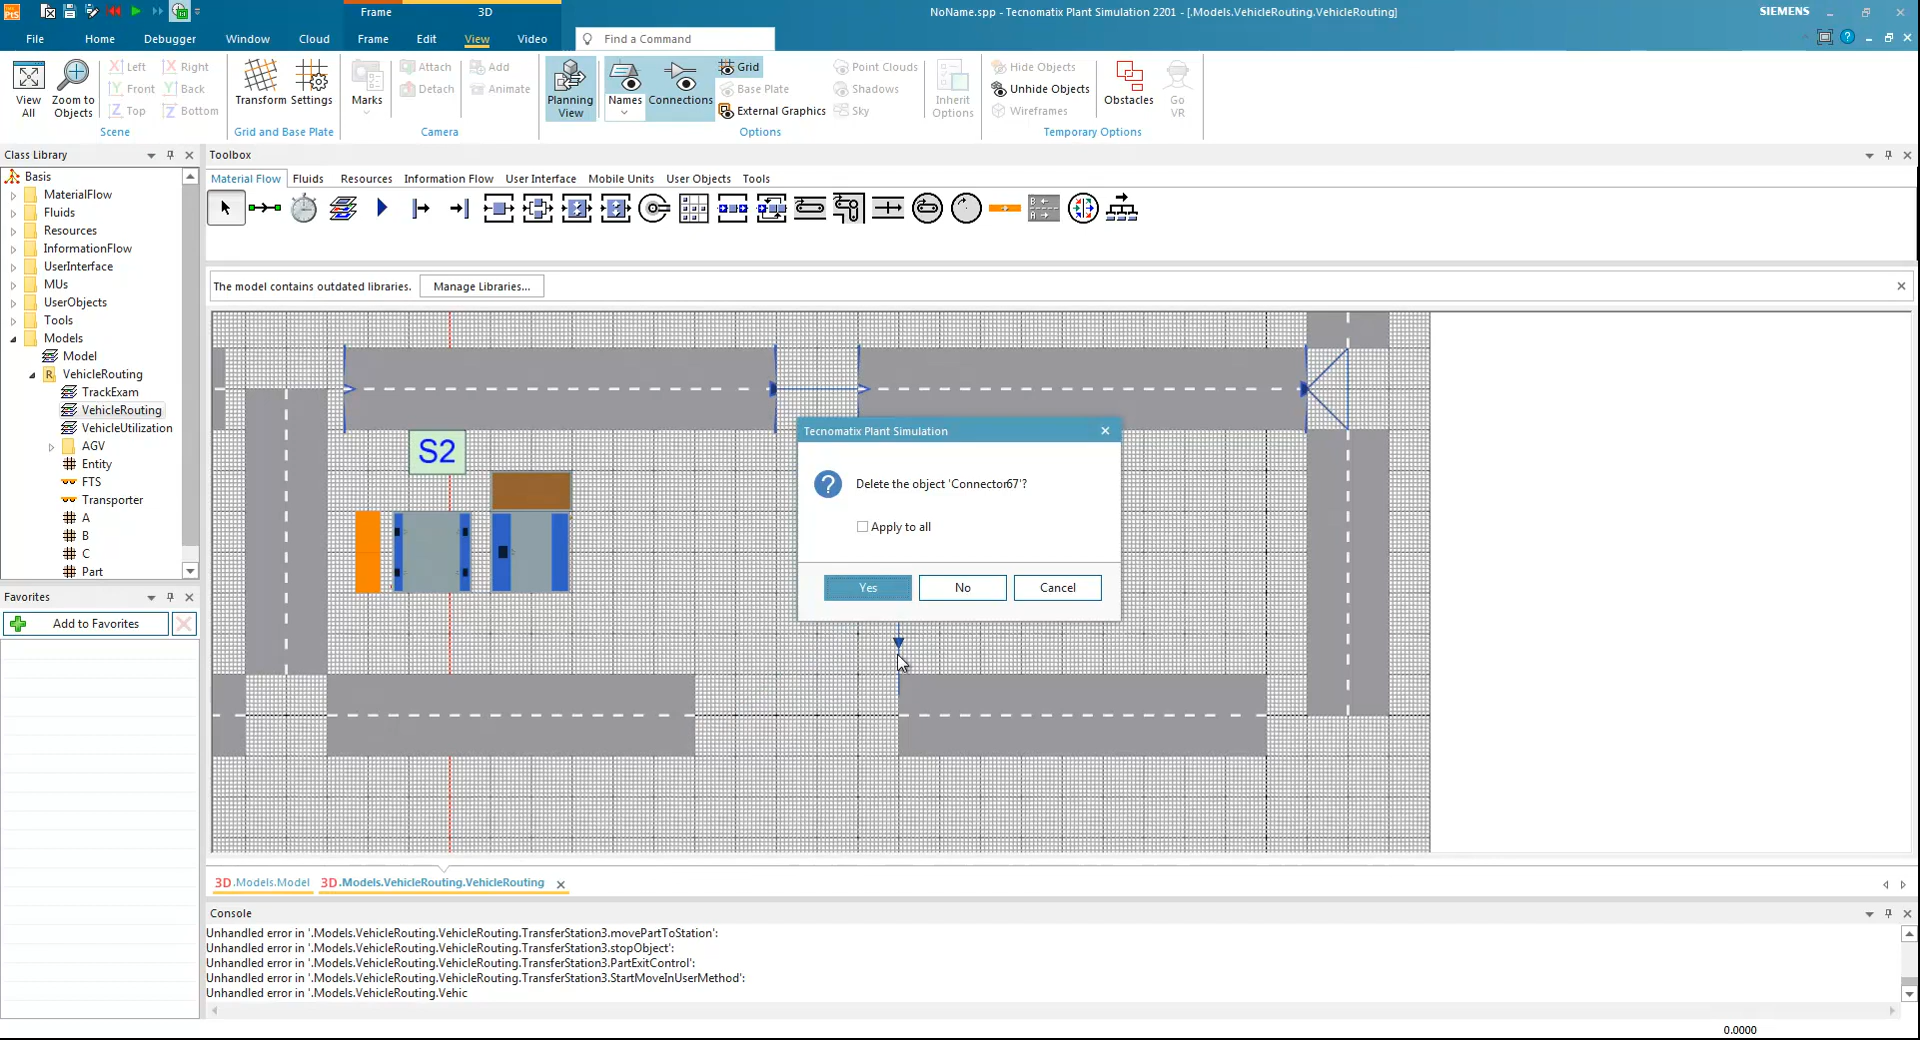 Frame
3D
NoName.spp - Tecnomatix Plant Simulation 2201 - [.Models.VehicleRouting.VehicleRouting]
SIEMENS
File
Home
Debugger
Window
Cloud
Frame
Edit
View
Video
Find a Command
View All
Zoom to Objects
Left
Right
Front
Back
Top
Bottom
Scene
Transform
Settings
Grid and Base Plate
Marks
Attach
Detach
Add
Animate
Camera
Planning View
Names
Connections
Grid
Base Plate
External Graphics
Point Clouds
Shadows
Sky
Options
Inherit Options
Hide Objects
Unhide Objects
Wireframes
Obstacles
Go VR
Temporary Options
Class Library
Toolbox
Material Flow
Fluids
Resources
Information Flow
User Interface
Mobile Units
User Objects
Tools
The model contains outdated libraries.
Manage Libraries...
Basis
MaterialFlow
Fluids
Resources
InformationFlow
UserInterface
MUs
UserObjects
Tools
Models
Model
VehicleRouting
TrackExam
VehicleRouting
VehicleUtilization
AGV
Entity
FTS
Transporter
A
B
C
Part
Favorites
Add to Favorites
S2
Tecnomatix Plant Simulation
Delete the object 'Connector67'?
Apply to all
Yes
No
Cancel
3D.Models.Model
3D.Models.VehicleRouting.VehicleRouting
Console
Unhandled error in '.Models.VehicleRouting.VehicleRouting.TransferStation3.movePartToStation':
Unhandled error in '.Models.VehicleRouting.VehicleRouting.TransferStation3.stopObject':
Unhandled error in '.Models.VehicleRouting.VehicleRouting.TransferStation3.PartExitControl':
Unhandled error in '.Models.VehicleRouting.VehicleRouting.TransferStation3.StartMoveInUserMethod':
Unhandled error in '.Models.VehicleRouting.Vehic
0.0000